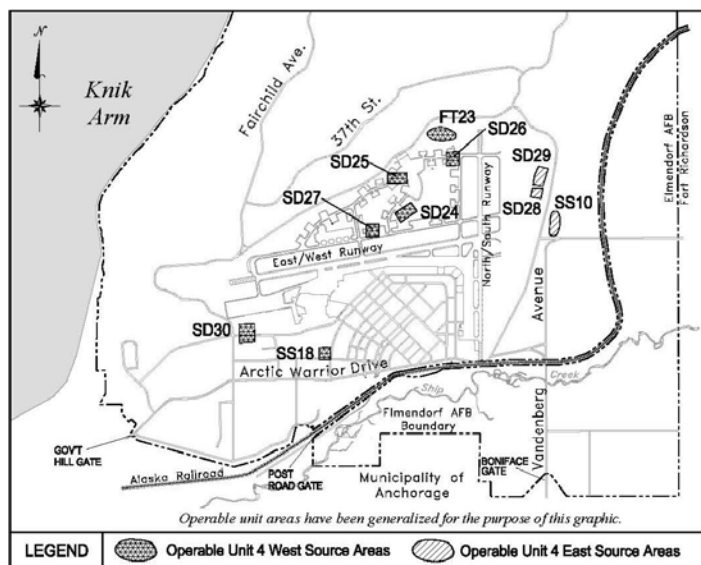 N
Knik
Arm
Fairchild Ave.
37th St.
FT23
SD26
SD25
SD29
SD27
SD24
SD28
SS10
Elmendorf AFB
Fort Richardson
East/West Runway
North/South Runway
SD30
SS18
Arctic Warrior Drive
Avenue
Ship
Creek
Elmendorf AFB
Boundary
Vandenberg
GOV'T
HILL GATE
Alaska Railroad
POST
ROAD GATE
BONIFACE
GATE
Municipality of
Anchorage
Operable unit areas have been generalized for the purpose of this graphic.
LEGEND
Operable Unit 4 West Source Areas
Operable Unit 4 East Source Areas